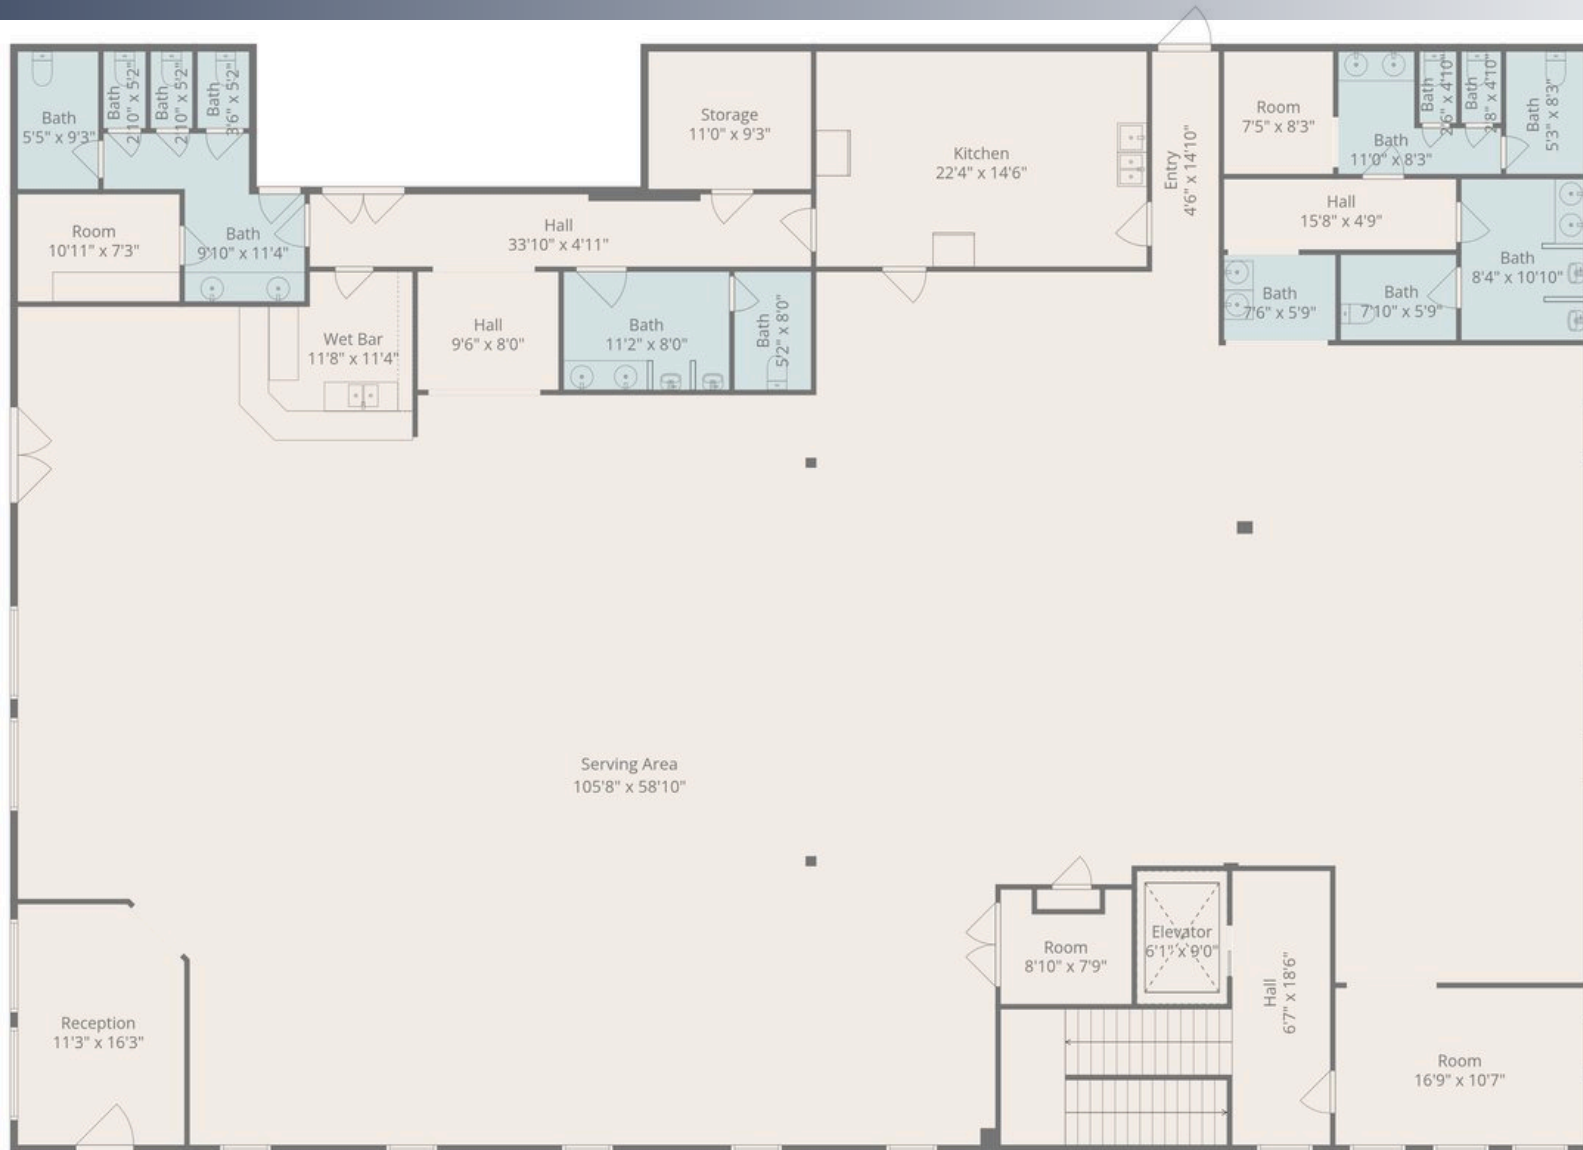 Bath
5'5" x 9'3"
Bath
2'10" x 5'2"
Bath
2'10" x 5'2"
Bath
3'6" x 5'2"
Storage
11'0" x 9'3"
Kitchen
22'4" x 14'6"
Entry
4'6" x 14'10"
Room
7'5" x 8'3"
Bath
11'0" x 8'3"
Bath
2'6" x 4'10"
Bath
2'8" x 4'10"
Bath
5'3" x 8'3"
Room
10'11" x 7'3"
Bath
9'10" x 11'4"
Hall
33'10" x 4'11"
Hall
15'8" x 4'9"
Bath
8'4" x 10'10"
Bath
7'6" x 5'9"
Bath
7'10" x 5'9"
Wet Bar
11'8" x 11'4"
Hall
9'6" x 8'0"
Bath
11'2" x 8'0"
Bath
5'2" x 8'0"
Serving Area
105'8" x 58'10"
Room
8'10" x 7'9"
Elevator
6'1" x 9'0"
Hall
6'7" x 18'6"
Reception
11'3" x 16'3"
Room
16'9" x 10'7"